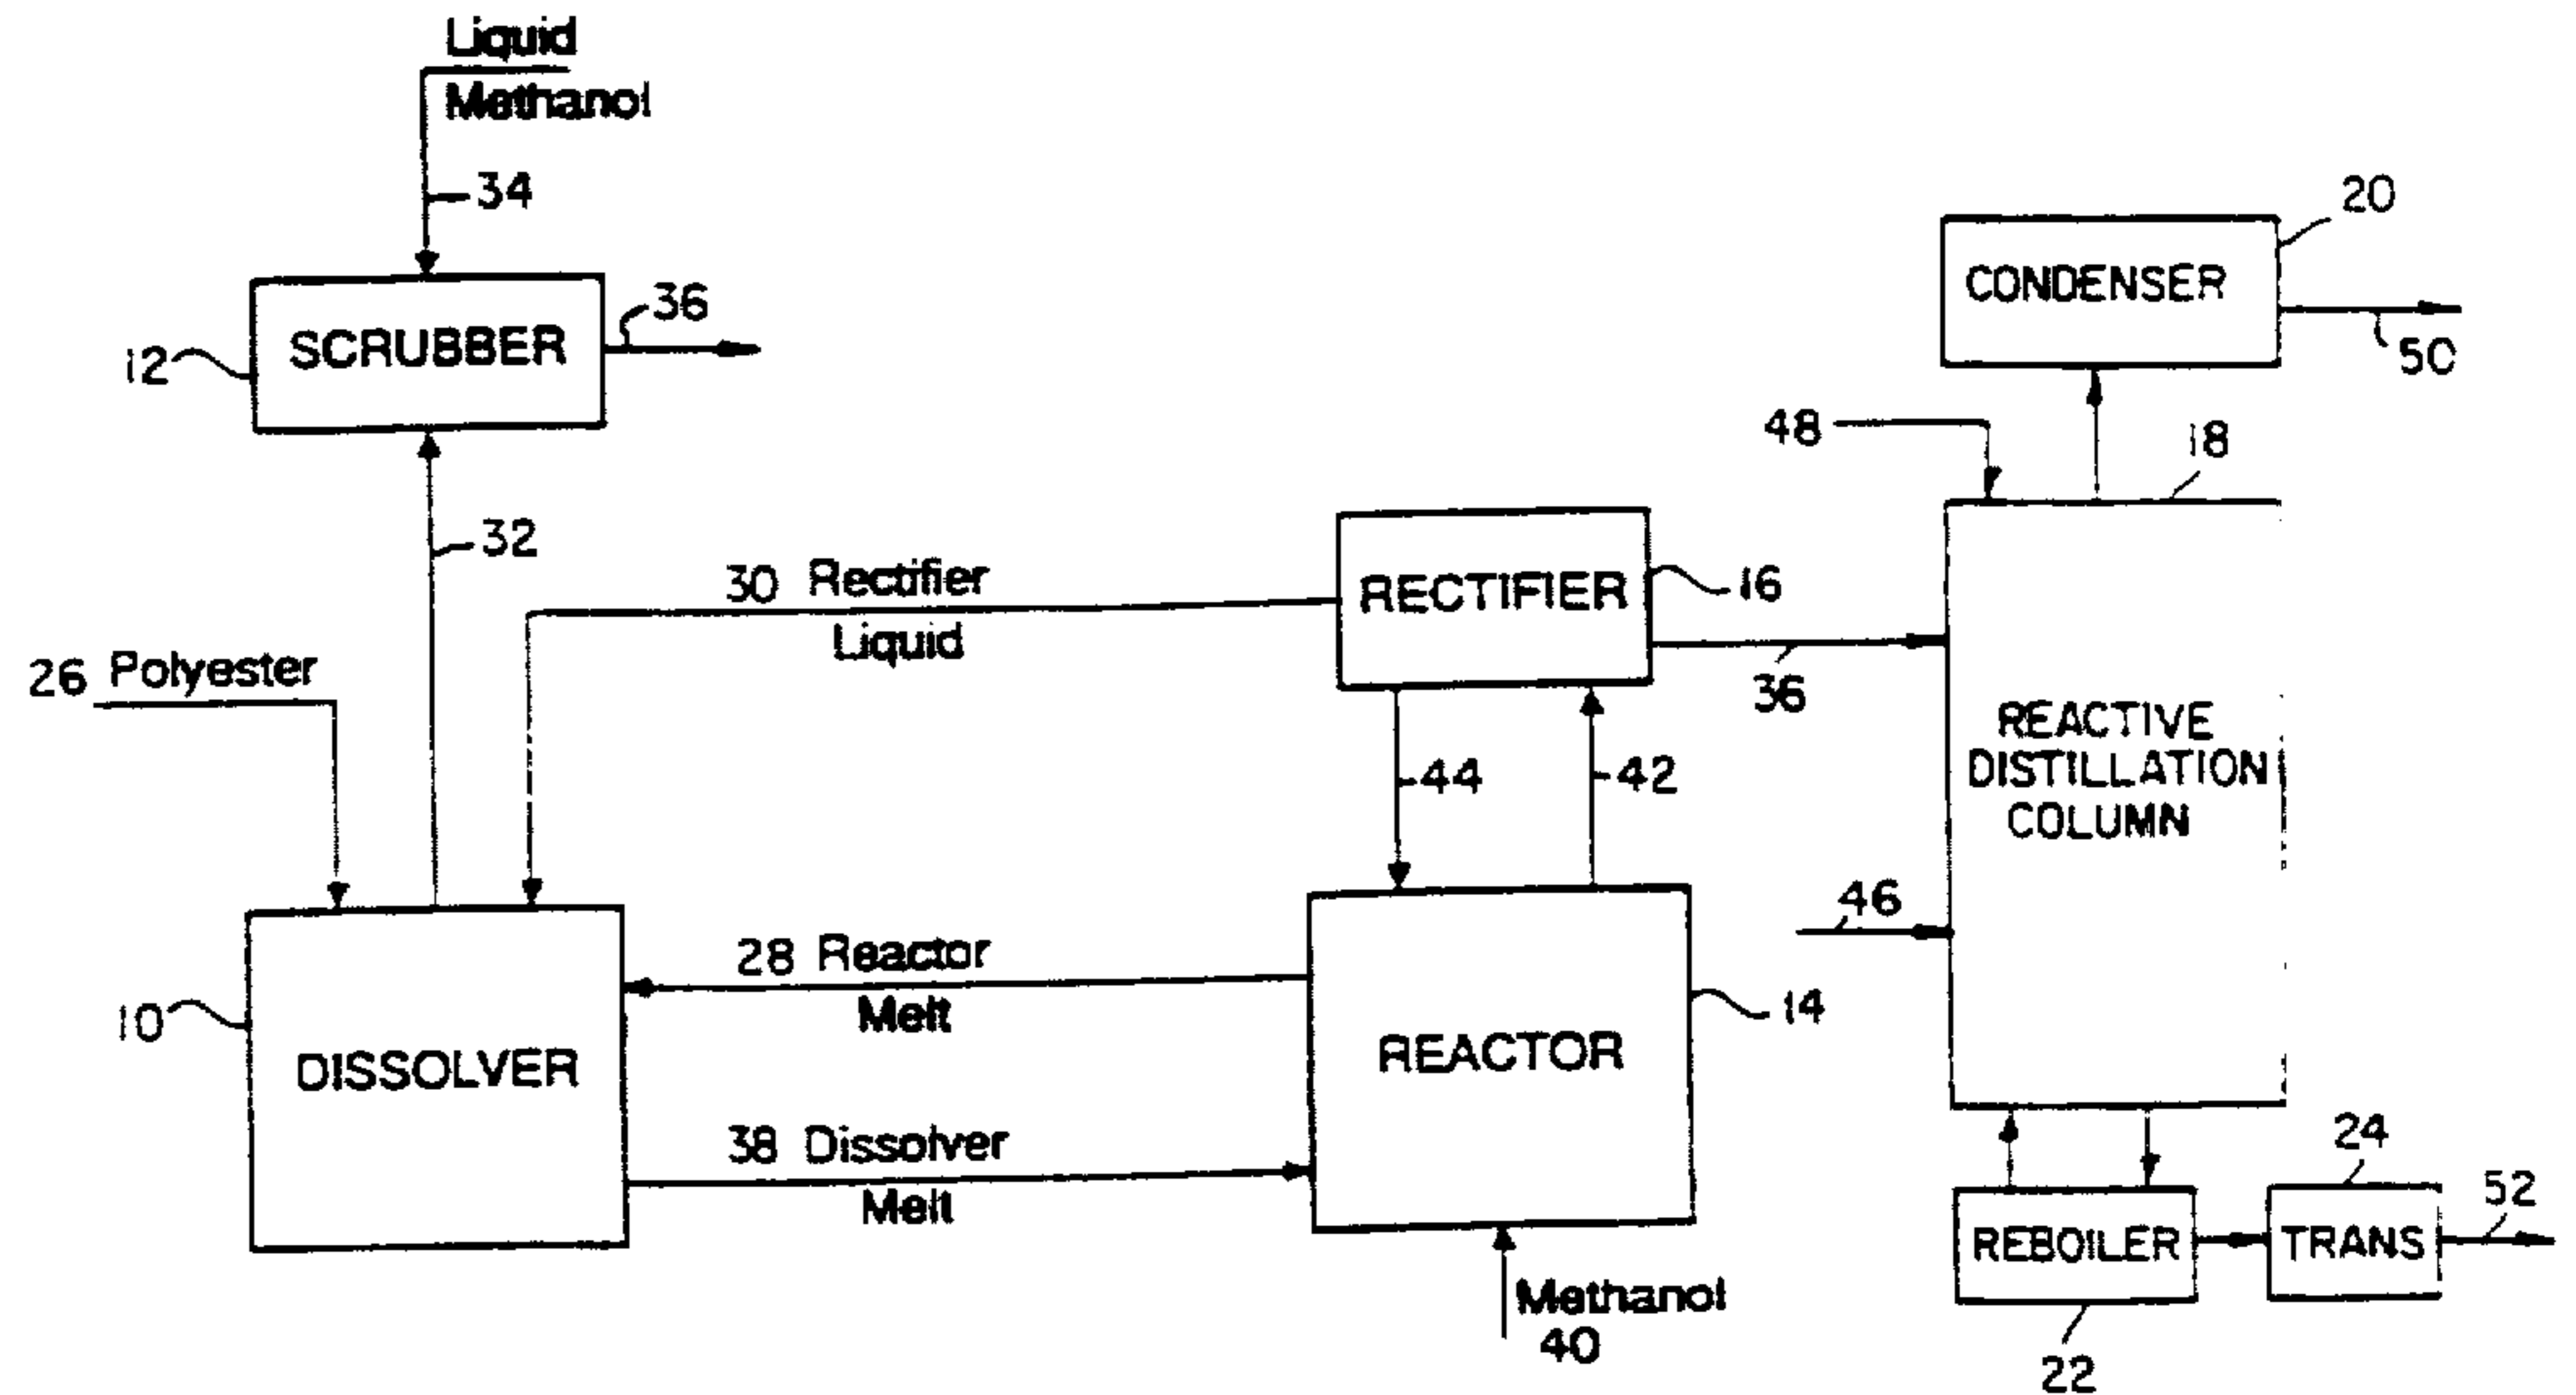 Liquid
Methanol
34
20
CONDENSER
36
SCRUBBER
12
50
48
18
32
30 Rectifier
Liquid
RECTIFIER
16
26 Polyester
36
REACTIVE
DISTILLATION
COLUMN
44
42
46
28 Reactor
Melt
10
14
DISSOLVER
REACTOR
38 Dissolver
Melt
24
52
REBOILER
TRANS
Methanol
40
22